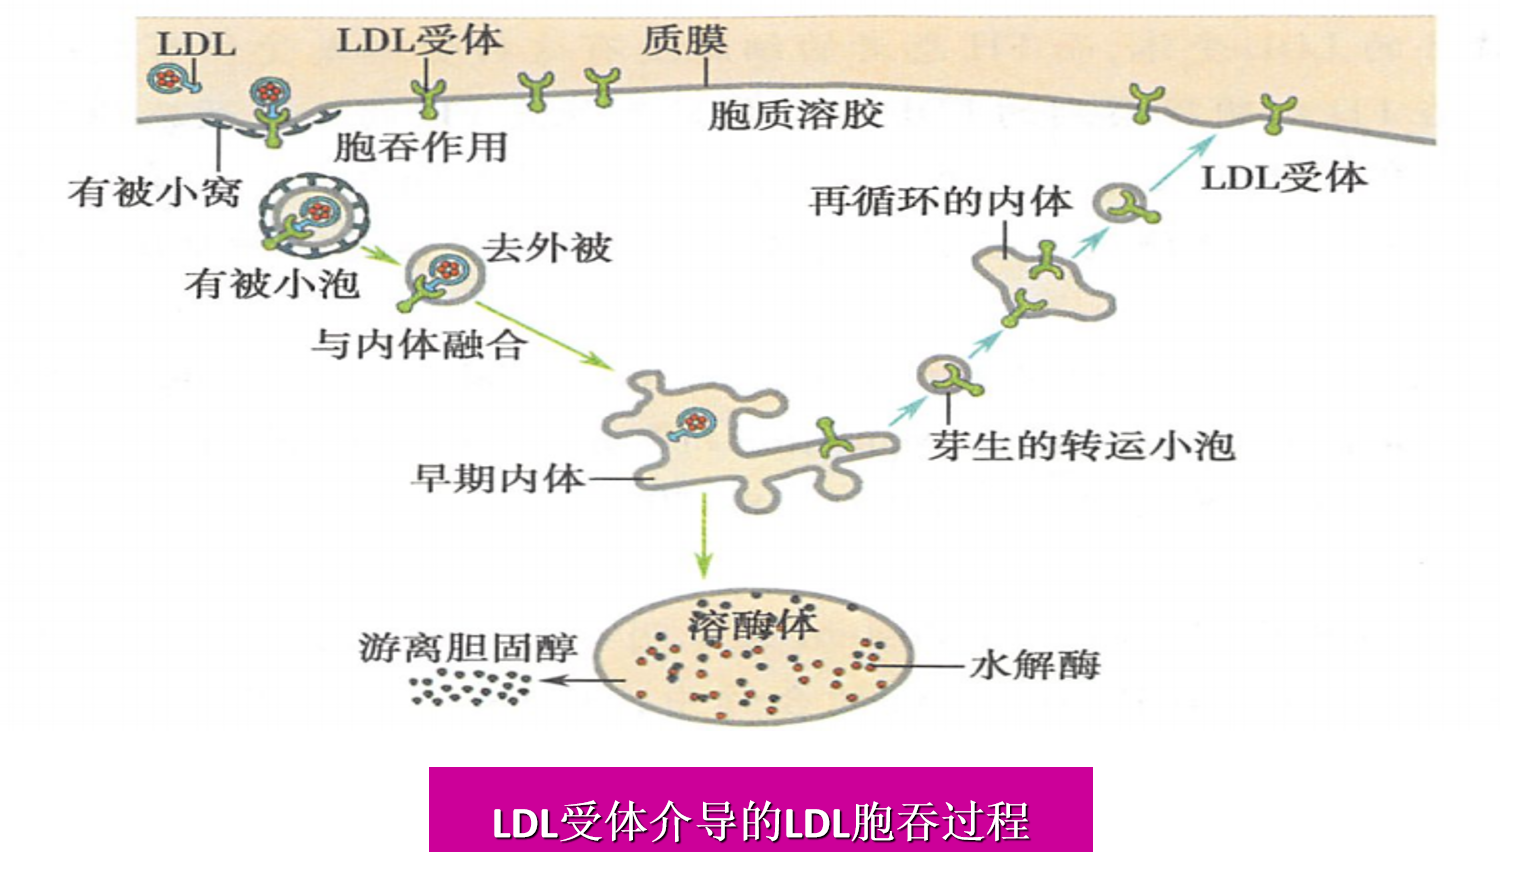 LDL
LDL受体
质膜
胞质溶胶
胞吞作用
有被小窝
LDL受体
再循环的内体
去外被
有被小泡
与内体融合
芽生的转运小泡
早期内体
溶酶体
游离胆固醇
水解酶
LDL受体介导的LDL胞吞过程